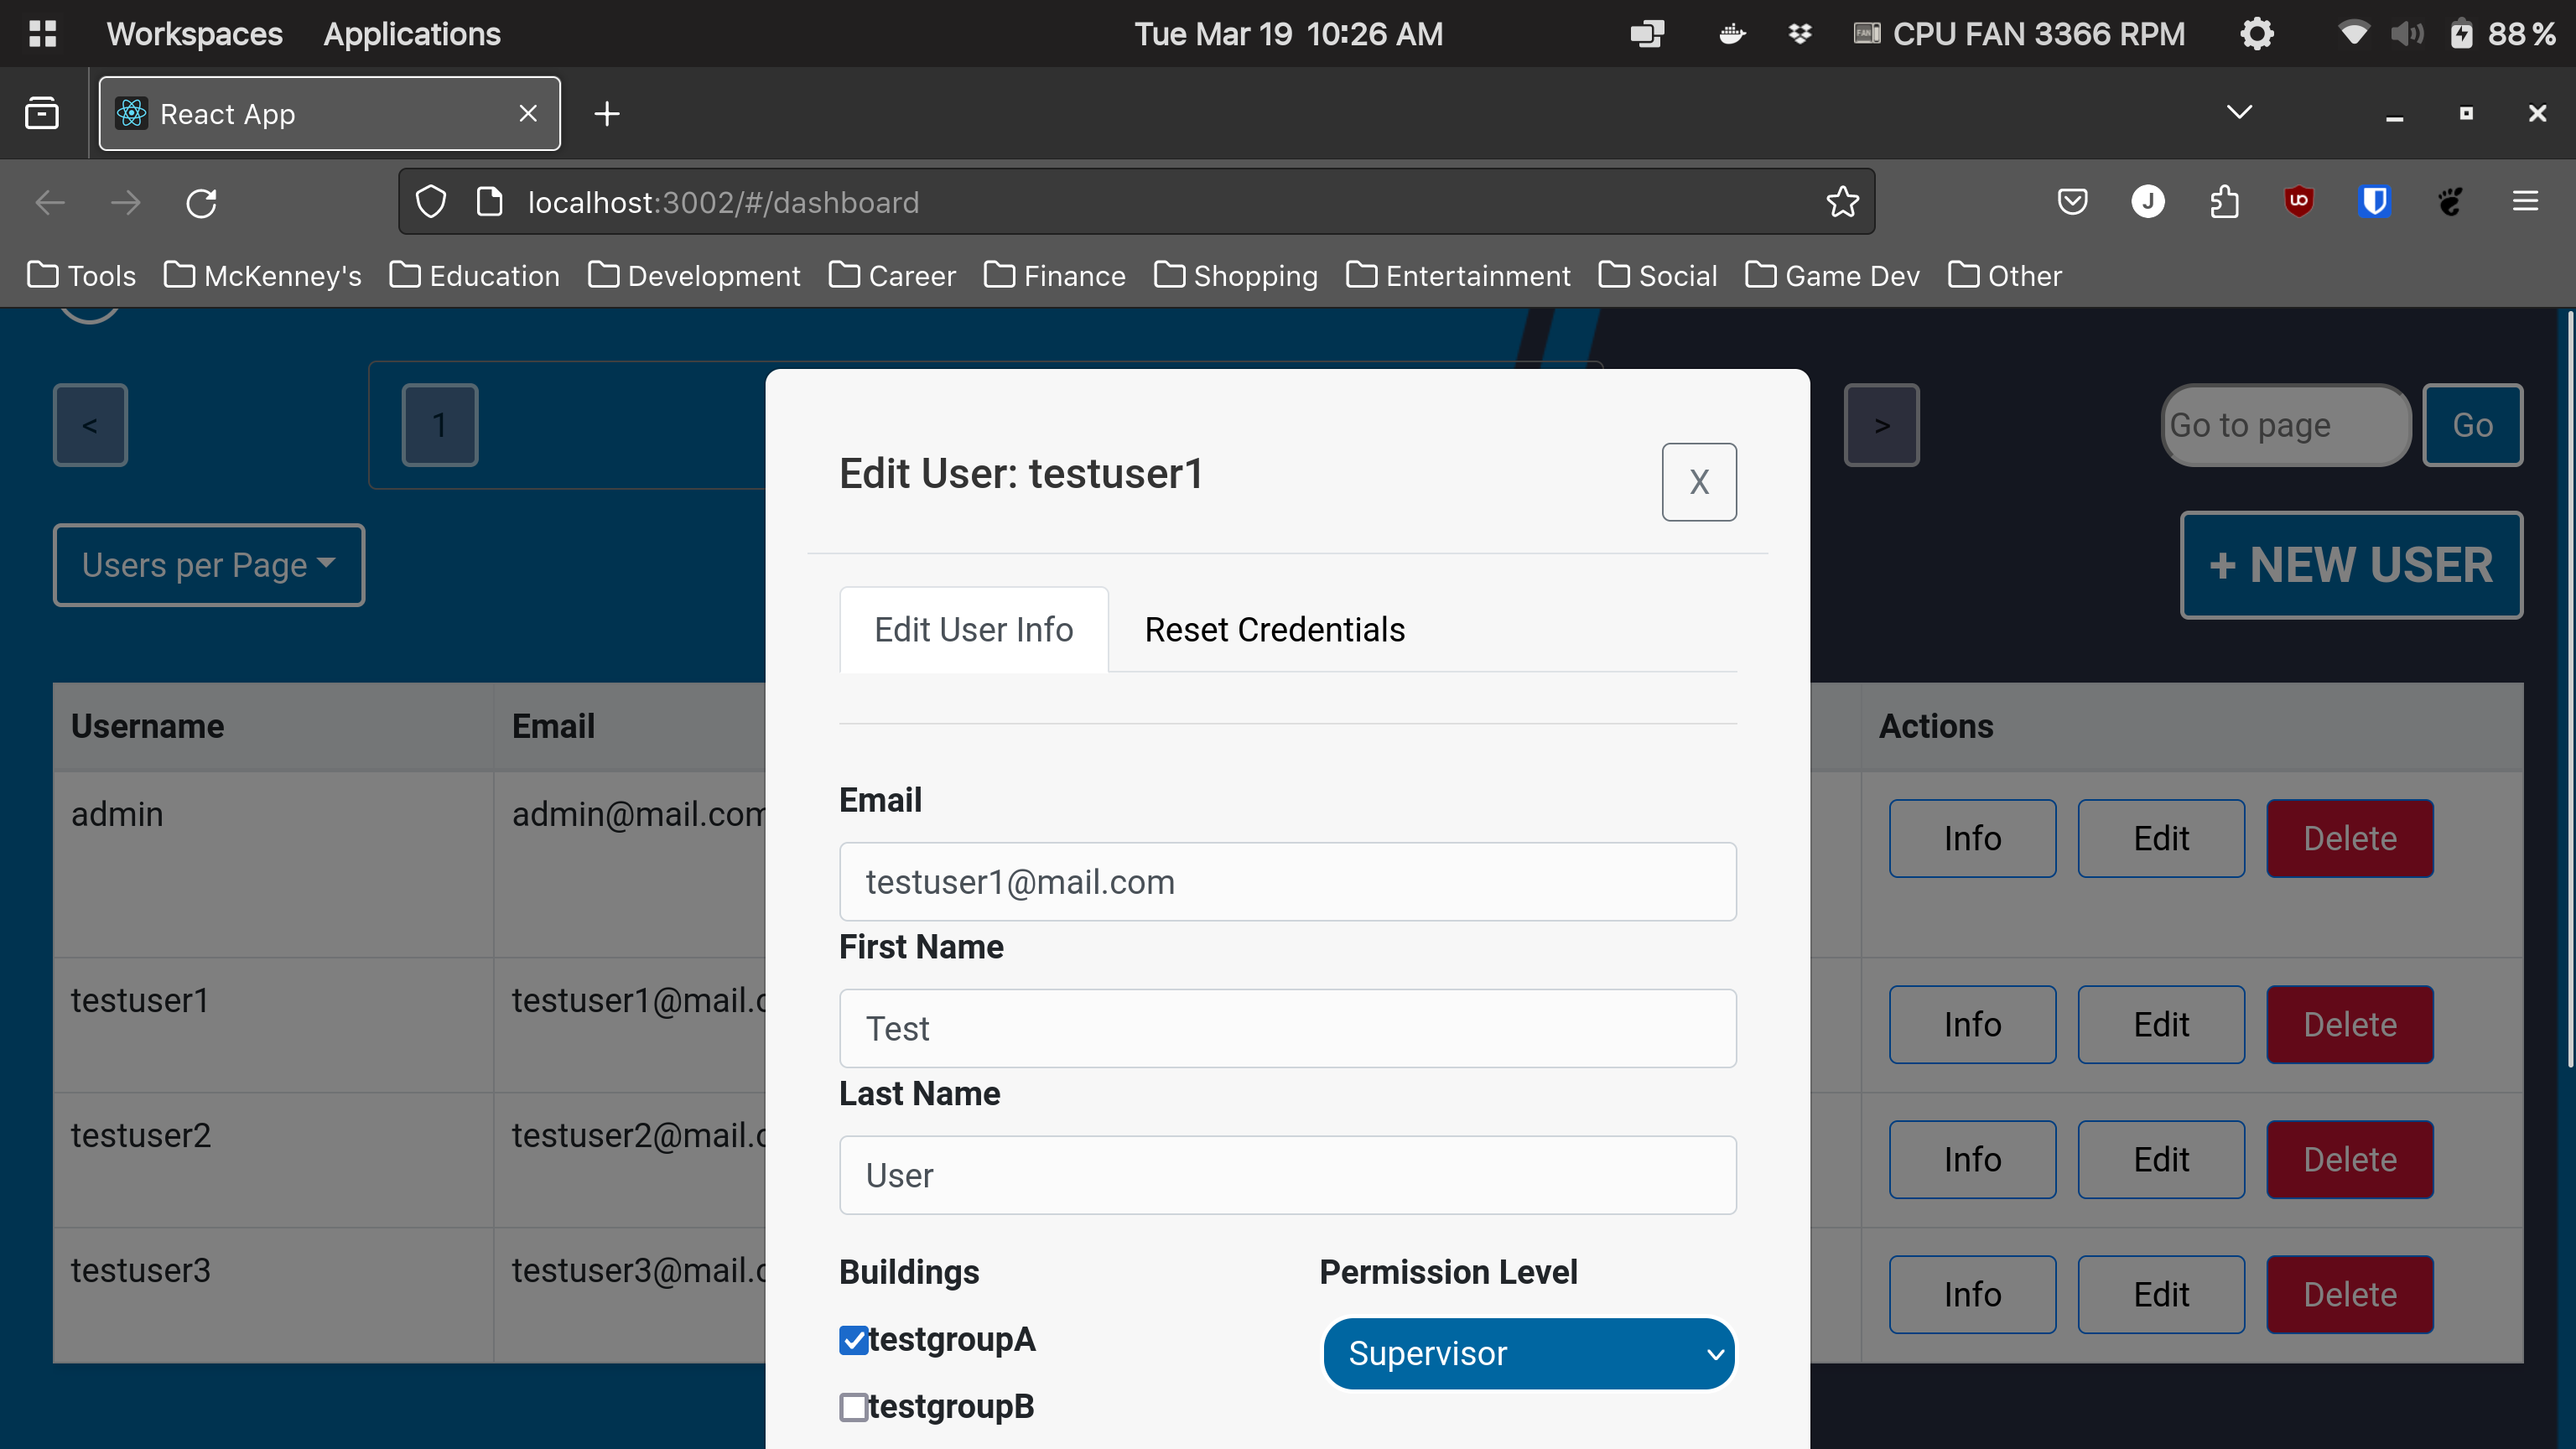 Workspaces Applications Tue Mar 19 10:26 AM CPU FAN 3366 RPM 88 %
React App
localhost:3002/#/dashboard
Tools McKenney's Education Development Career Finance Shopping Entertainment Social Game Dev Other
< 1 > Go to page Go
Users per Page + NEW USER
Edit User: testuser1 X
Edit User Info Reset Credentials
Username Email Actions
admin admin@mail.com Info Edit Delete
testuser1 testuser1@mail.c Info Edit Delete
testuser2 testuser2@mail.c Info Edit Delete
testuser3 testuser3@mail.c Info Edit Delete
Email
testuser1@mail.com
First Name
Test
Last Name
User
Buildings Permission Level
testgroupA Supervisor
testgroupB